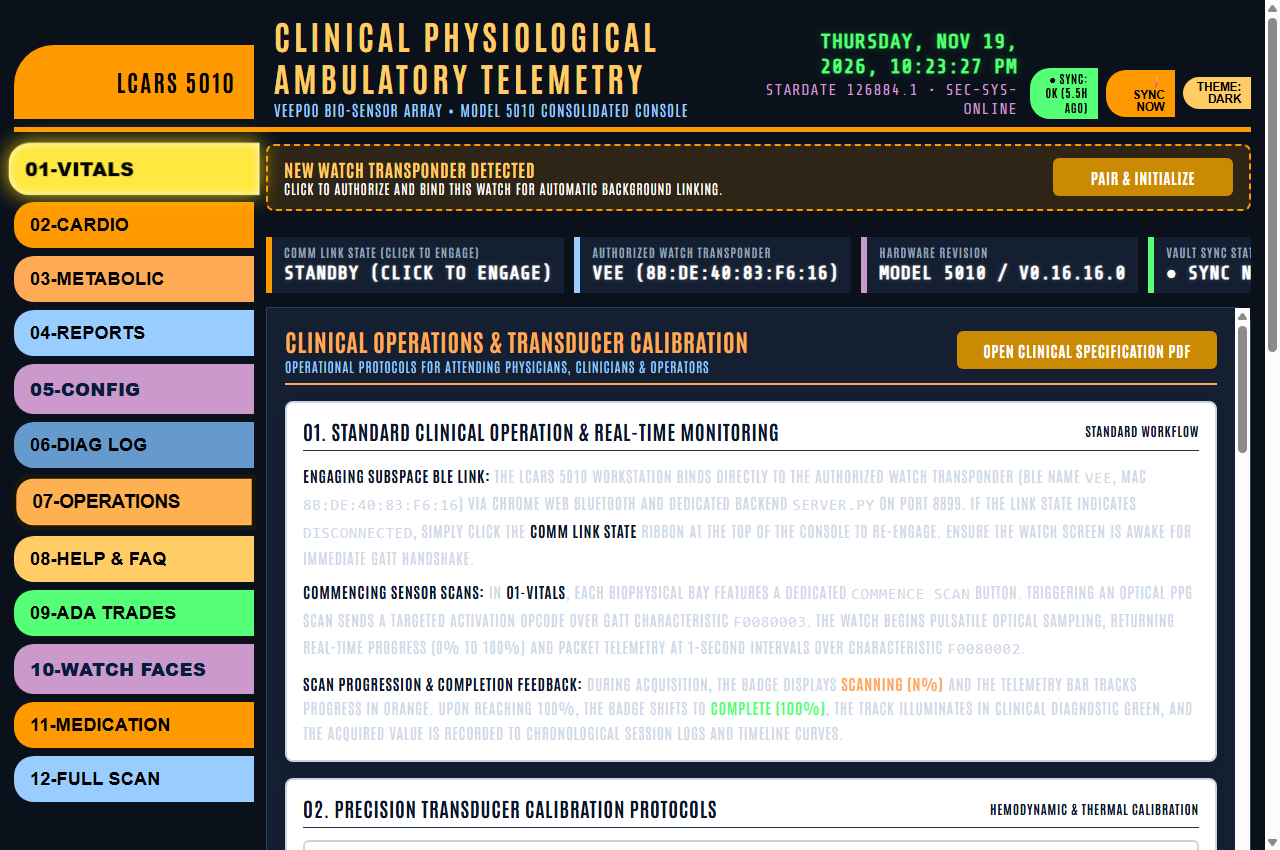 LCARS 5010
CLINICAL PHYSIOLOGICAL
AMBULATORY TELEMETRY
VEEPOO BIO-SENSOR ARRAY • MODEL 5010 CONSOLIDATED CONSOLE
THURSDAY, NOV 19,
2026, 10:23:27 PM
STARDATE 126884.1 · SEC-SYS-
ONLINE
● SYNC:
OK (5.5H
AGO)
SYNC
NOW
THEME:
DARK
01-VITALS
02-CARDIO
03-METABOLIC
04-REPORTS
05-CONFIG
06-DIAG LOG
07-OPERATIONS
08-HELP & FAQ
09-ADA TRADES
10-WATCH FACES
11-MEDICATION
12-FULL SCAN
NEW WATCH TRANSPONDER DETECTED
CLICK TO AUTHORIZE AND BIND THIS WATCH FOR AUTOMATIC BACKGROUND LINKING.
PAIR & INITIALIZE
COMM LINK STATE (CLICK TO ENGAGE)
STANDBY (CLICK TO ENGAGE)
AUTHORIZED WATCH TRANSPONDER
VEE (8B:DE:40:83:F6:16)
HARDWARE REVISION
MODEL 5010 / V0.16.16.0
VAULT SYNC STAT
● SYNC N
CLINICAL OPERATIONS & TRANSDUCER CALIBRATION
OPERATIONAL PROTOCOLS FOR ATTENDING PHYSICIANS, CLINICIANS & OPERATORS
OPEN CLINICAL SPECIFICATION PDF
01. STANDARD CLINICAL OPERATION & REAL-TIME MONITORING
STANDARD WORKFLOW
ENGAGING SUBSPACE BLE LINK: THE LCARS 5010 WORKSTATION BINDS DIRECTLY TO THE AUTHORIZED WATCH TRANSPONDER (BLE NAME VEE, MAC
8B:DE:40:83:F6:16) VIA CHROME WEB BLUETOOTH AND DEDICATED BACKEND SERVER.PY ON PORT 8899. IF THE LINK STATE INDICATES
DISCONNECTED, SIMPLY CLICK THE COMM LINK STATE RIBBON AT THE TOP OF THE CONSOLE TO RE-ENGAGE. ENSURE THE WATCH SCREEN IS AWAKE FOR
IMMEDIATE GATT HANDSHAKE.
COMMENCING SENSOR SCANS: IN 01-VITALS, EACH BIOPHYSICAL BAY FEATURES A DEDICATED COMMENCE SCAN BUTTON. TRIGGERING AN OPTICAL PPG
SCAN SENDS A TARGETED ACTIVATION OPCODE OVER GATT CHARACTERISTIC F0080003. THE WATCH BEGINS PULSATILE OPTICAL SAMPLING, RETURNING
REAL-TIME PROGRESS (0% TO 100%) AND PACKET TELEMETRY AT 1-SECOND INTERVALS OVER CHARACTERISTIC F0080002.
SCAN PROGRESSION & COMPLETION FEEDBACK: DURING ACQUISITION, THE BADGE DISPLAYS SCANNING (N%) AND THE TELEMETRY BAR TRACKS
PROGRESS IN ORANGE. UPON REACHING 100%, THE BADGE SHIFTS TO COMPLETE (100%), THE TRACK ILLUMINATES IN CLINICAL DIAGNOSTIC GREEN, AND
THE ACQUIRED VALUE IS RECORDED TO CHRONOLOGICAL SESSION LOGS AND TIMELINE CURVES.
02. PRECISION TRANSDUCER CALIBRATION PROTOCOLS
HEMODYNAMIC & THERMAL CALIBRATION